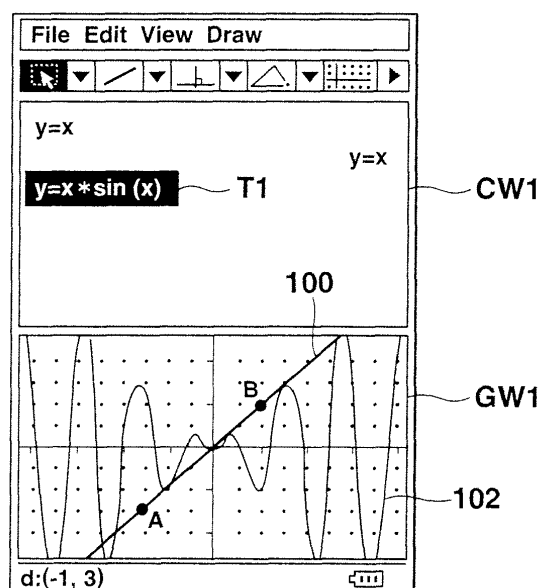 File Edit View Draw
y=x
y=x
y=x*sin (x)
T1
CW1
100
B
GW1
102
A
d:(-1, 3)